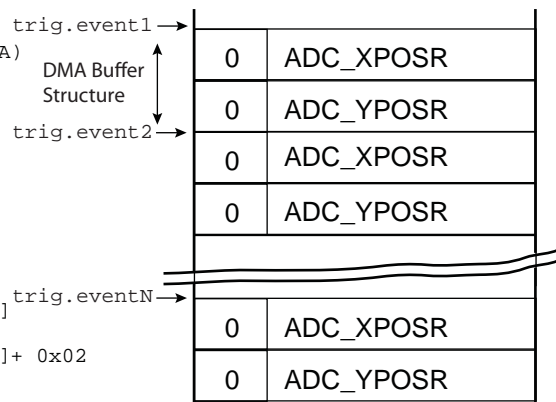 trig.event1
A)
DMA Buffer
Structure
0 ADC_XPOSR
0 ADC_YPOSR
trig.event2
0 ADC_XPOSR
0 ADC_YPOSR
trig.eventN
]
0 ADC_XPOSR
]+ 0x02
0 ADC_YPOSR